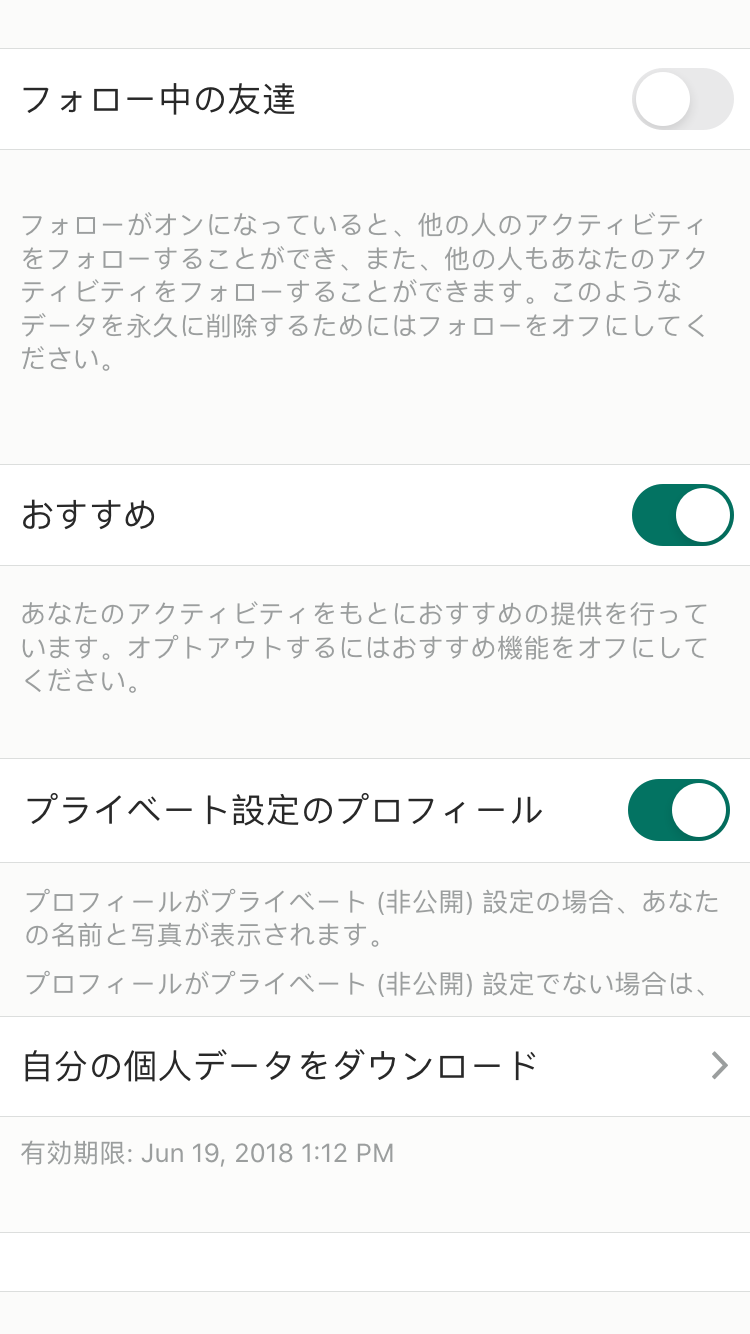 フォロー中の友達
フォローがオンになっていると、他の人のアクティビティ
をフォローすることができ、また、他の人もあなたのアク
ティビティをフォローすることができます。このような
データを永久に削除するためにはフォローをオフにしてく
ださい。
おすすめ
あなたのアクティビティをもとにおすすめの提供を行って
います。オプトアウトするにはおすすめ機能をオフにして
ください。
プライベート設定のプロフィール
プロフィールがプライベート (非公開) 設定の場合、あなた
の名前と写真が表示されます。
プロフィールがプライベート (非公開) 設定でない場合は、
自分の個人データをダウンロード
有効期限: Jun 19, 2018 1:12 PM